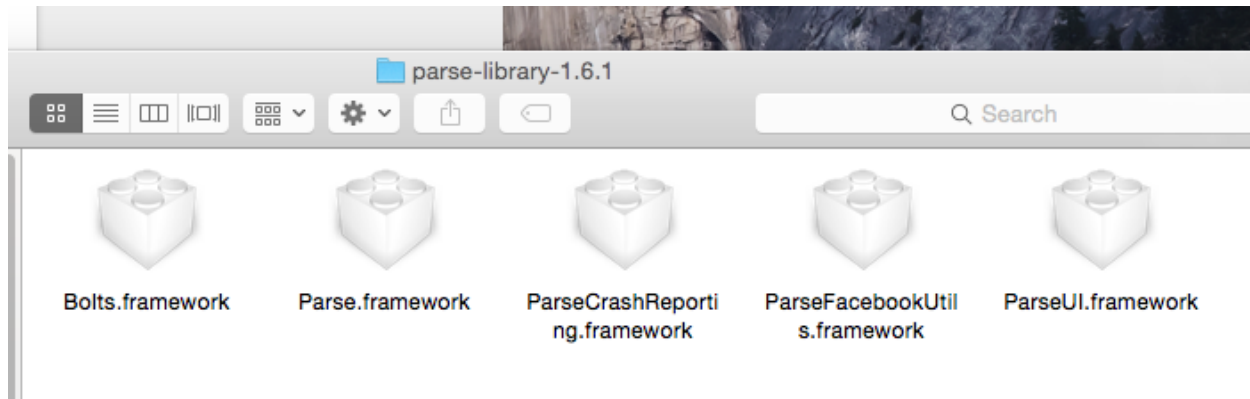 parse-library-1.6.1
Search
Bolts.framework
Parse.framework
ParseCrashReporti
ng.framework
ParseFacebookUtil
s.framework
ParseUI.framework